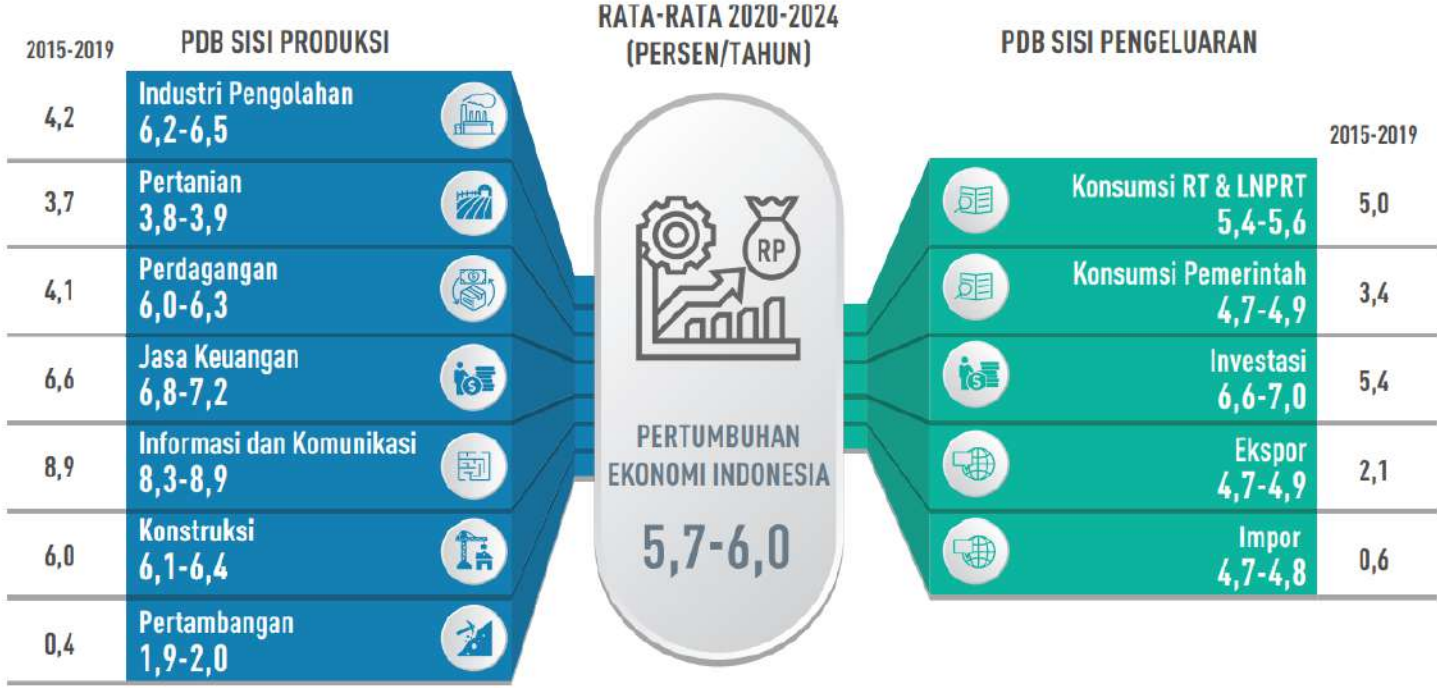 RATA-RATA 2020-2024
(PERSEN/TAHUN)
2015-2019
PDB SISI PRODUKSI
4,2
Industri Pengolahan
6,2-6,5
3,7
Pertanian
3,8-3,9
4,1
Perdagangan
6,0-6,3
6,6
Jasa Keuangan
6,8-7,2
8,9
Informasi dan Komunikasi
8,3-8,9
6,0
Konstruksi
6,1-6,4
0,4
Pertambangan
1,9-2,0
RP
PERTUMBUHAN
EKONOMI INDONESIA
5,7-6,0
PDB SISI PENGELUARAN
2015-2019
Konsumsi RT & LNPRT
5,4-5,6
5,0
Konsumsi Pemerintah
4,7-4,9
3,4
Investasi
6,6-7,0
5,4
Ekspor
4,7-4,9
2,1
Impor
4,7-4,8
0,6